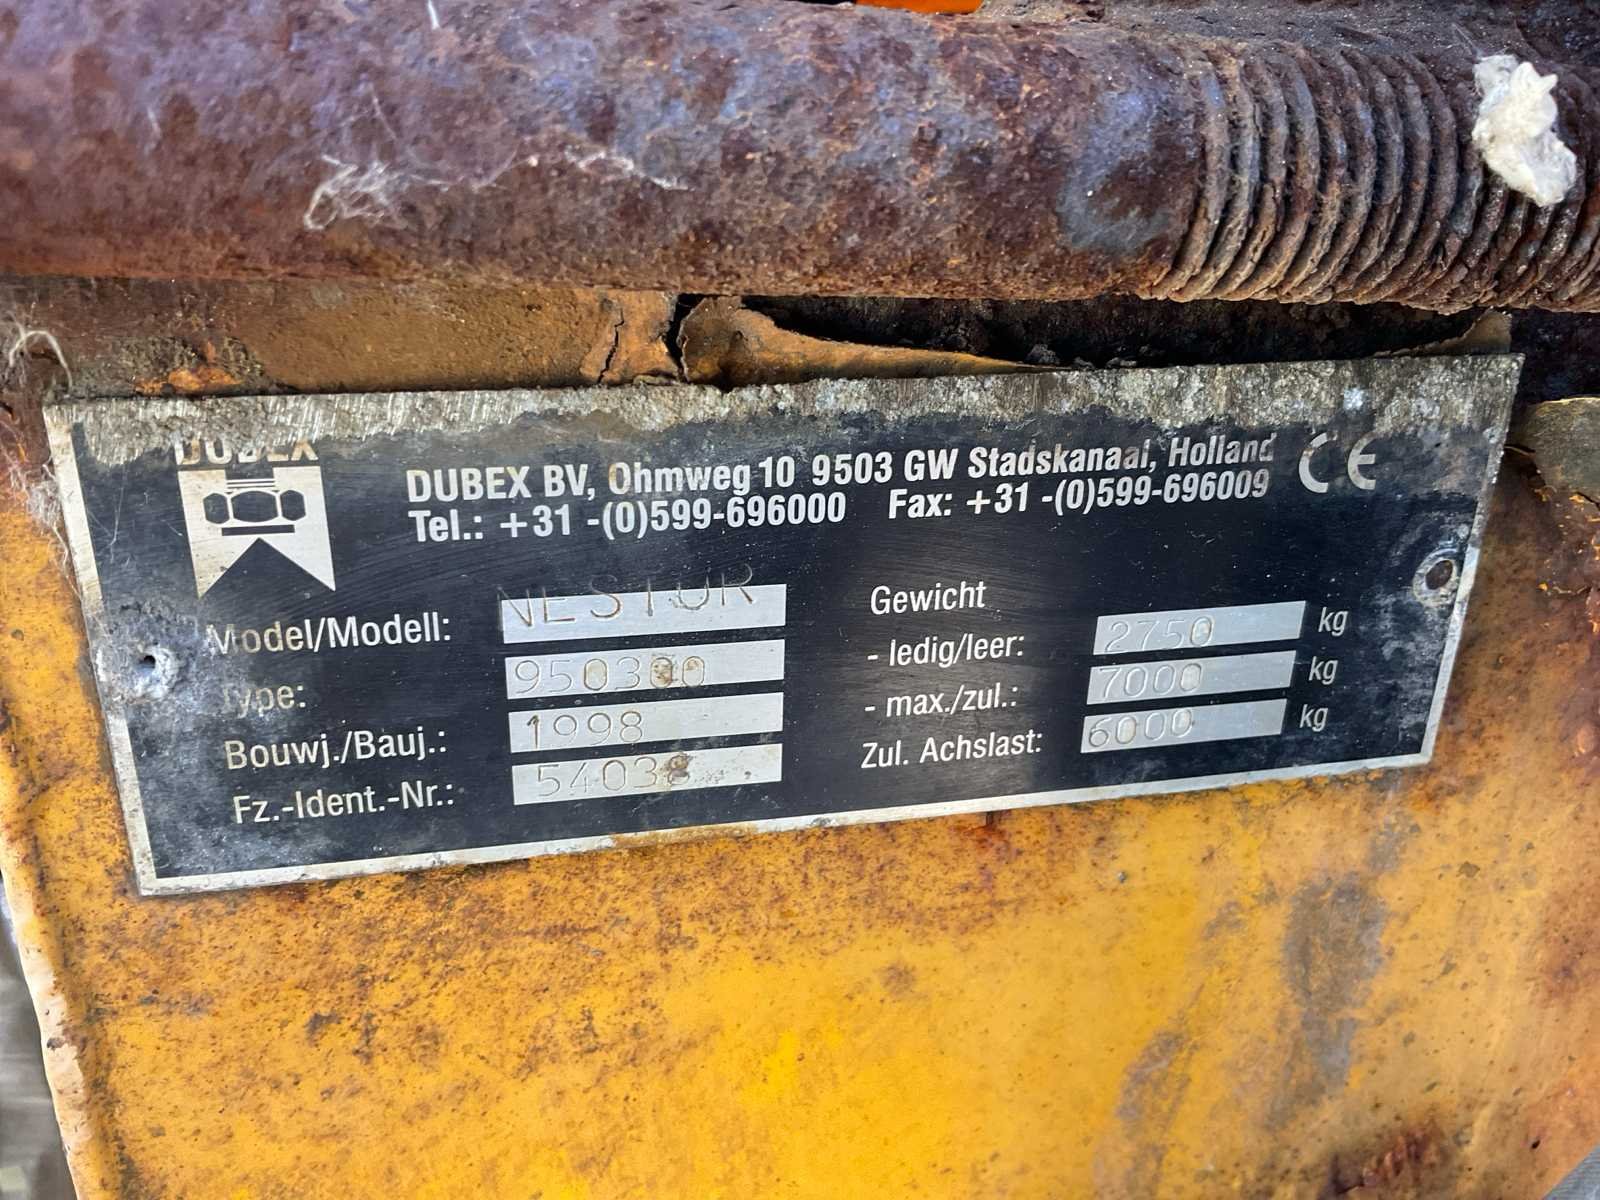 DUBEX
DUBEX BV, Ohmweg 10 9503 GW Stadskanaal, Holland CE
Tel.: +31 -(0)599-696000 Fax: +31 -(0)599-696009
Model/Modell: NESTOR
Type: 950300
Bouwj./Bauj.: 1998
Fz.-Ident.-Nr.: 54038
Gewicht
- ledig/leer: 2750 kg
- max./zul.: 7000 kg
Zul. Achslast: 6000 kg